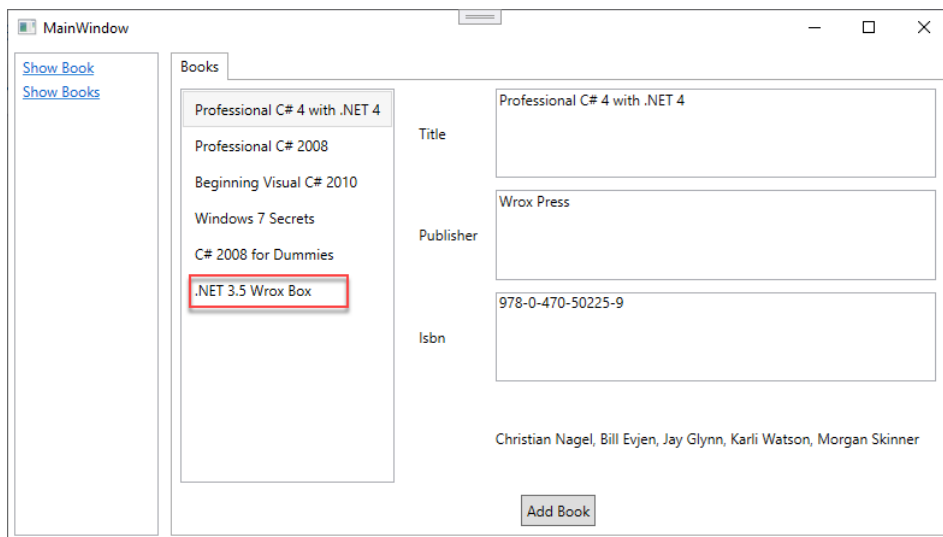 MainWindow
Show Book
Show Books
Books
Professional C# 4 with .NET 4
Professional C# 2008
Beginning Visual C# 2010
Windows 7 Secrets
C# 2008 for Dummies
.NET 3.5 Wrox Box
Title
Professional C# 4 with .NET 4
Publisher
Wrox Press
Isbn
978-0-470-50225-9
Christian Nagel, Bill Evjen, Jay Glynn, Karli Watson, Morgan Skinner
Add Book